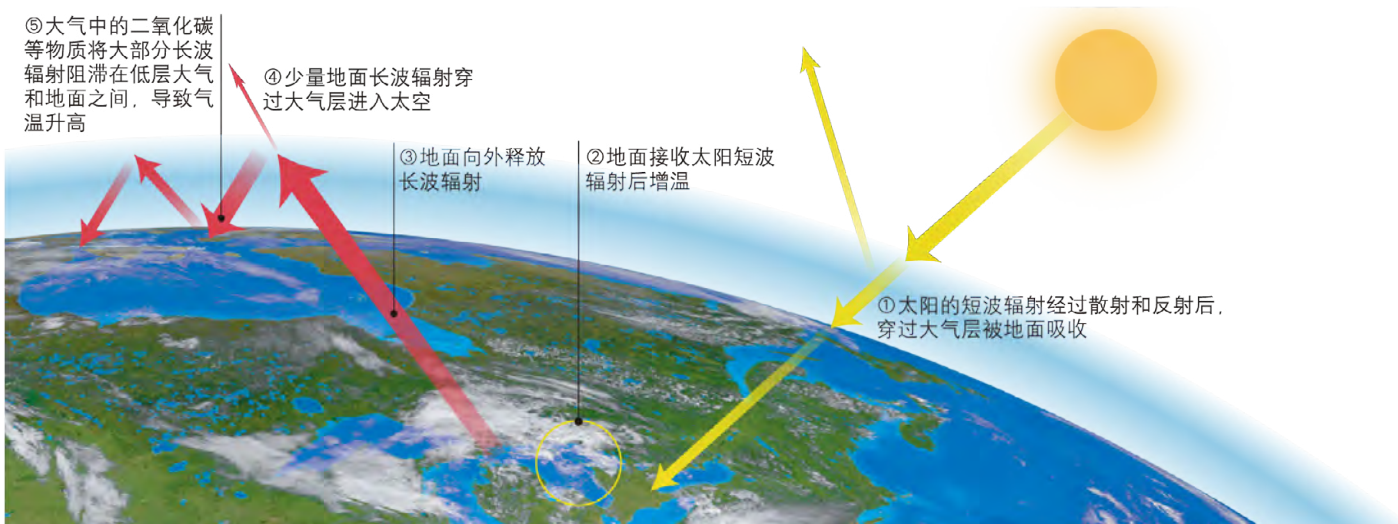 ①太阳的短波辐射经过散射和反射后，
穿过大气层被地面吸收
②地面接收太阳短波
辐射后增温
③地面向外释放
长波辐射
④少量地面长波辐射穿
过大气层进入太空
⑤大气中的二氧化碳
等物质将大部分长波
辐射阻滞在低层大气
和地面之间，导致气
温升高